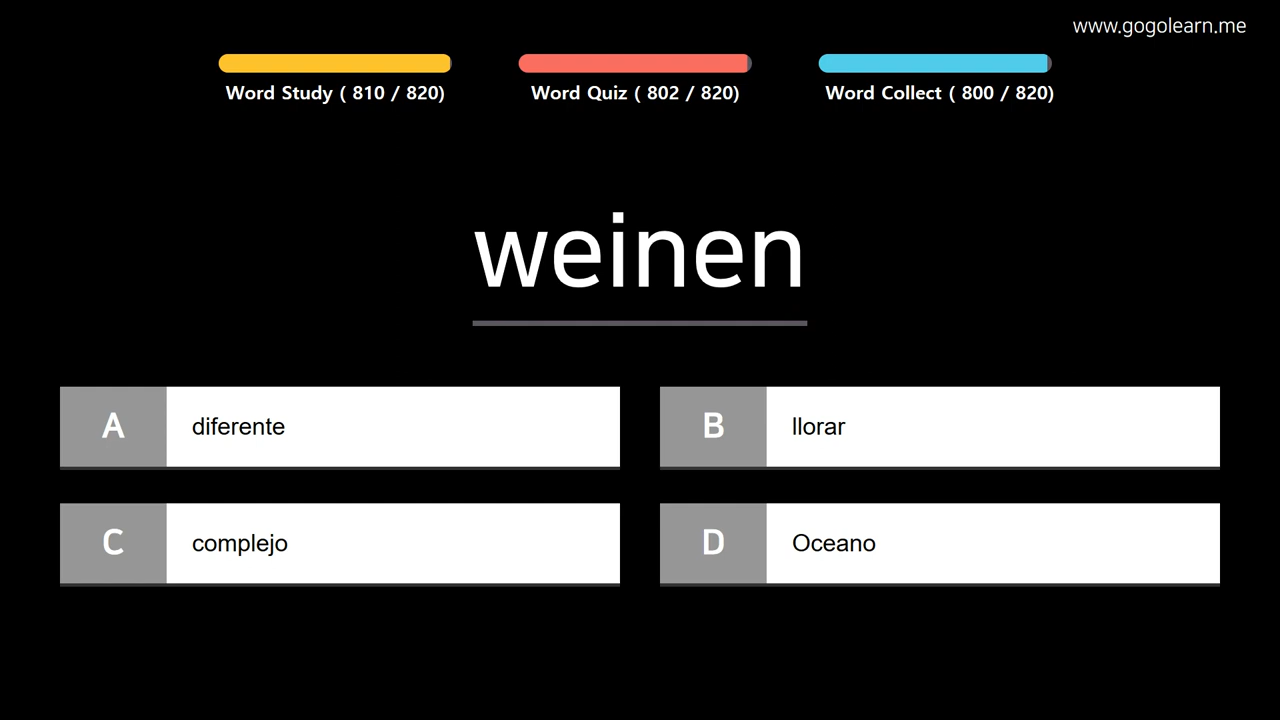 www.gogolearn.me
Word Study ( 810 / 820)
Word Quiz ( 802 / 820)
Word Collect ( 800 / 820)
weinen
A diferente
B llorar
C complejo
D Oceano